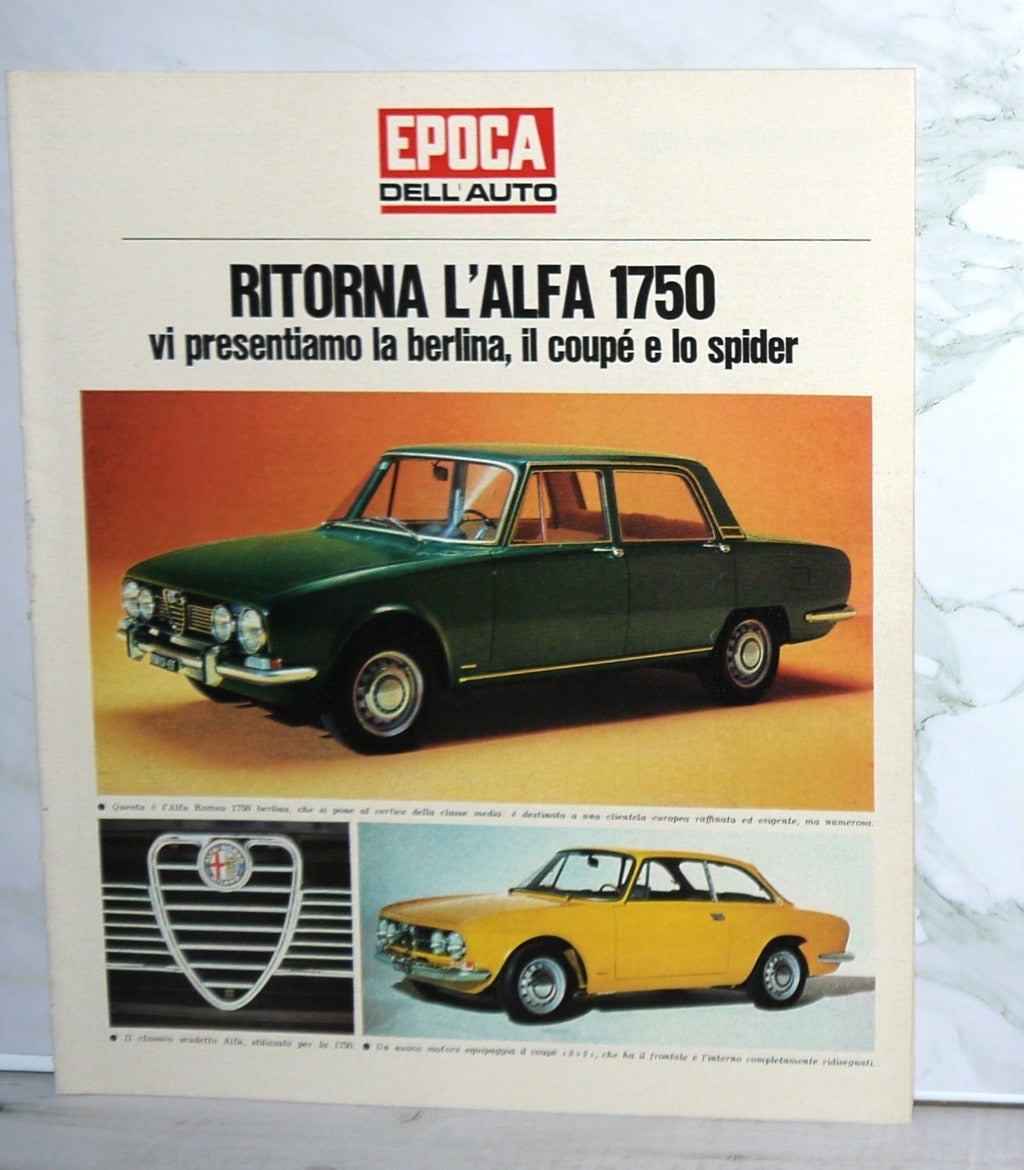 EPOCA
DELL'AUTO
RITORNA L'ALFA 1750
vi presentiamo la berlina, il coupé e lo spider
● Questa è l'Alfa Romeo 1750 berlina, che si pone al vertice della classe media: è destinata a una clientela europea raffinata ed esigente, ma numerosa.
● Il classico scudetto Alfa, stilizzato per la 1750.
● Un nuovo motore equipaggia il coupé «2+2», che ha il frontale e l'interno completamente ridisegnati.